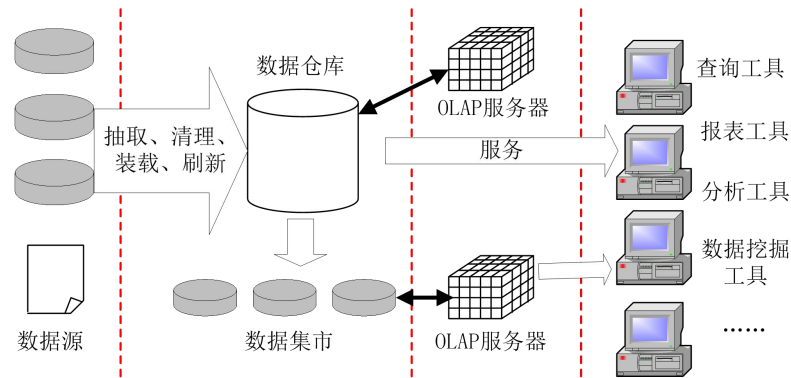 数据仓库
查询工具
OLAP服务器
抽取、清理、
装载、刷新
服务
报表工具
分析工具
数据挖掘
工具
数据源
数据集市
OLAP服务器
……